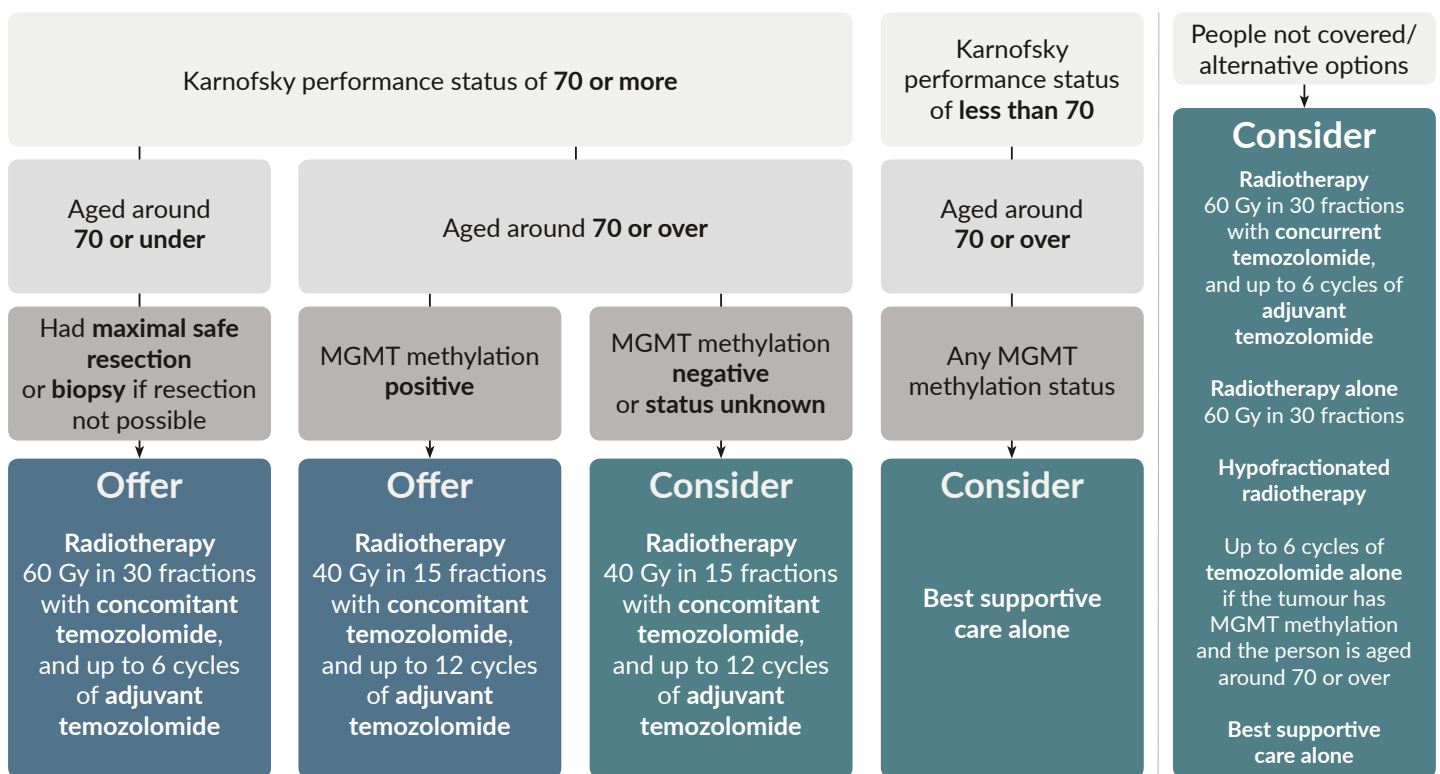 Karnofsky performance status of 70 or more
Aged around
70 or under
Had maximal safe
resection
or biopsy if resection
not possible
Offer
Radiotherapy
60 Gy in 30 fractions
with concomitant
temozolomide,
and up to 6 cycles
of adjuvant
temozolomide
Aged around 70 or over
MGMT methylation
positive
Offer
Radiotherapy
40 Gy in 15 fractions
with concomitant
temozolomide,
and up to 12 cycles
of adjuvant
temozolomide
MGMT methylation
negative
or status unknown
Consider
Radiotherapy
40 Gy in 15 fractions
with concomitant
temozolomide,
and up to 12 cycles
of adjuvant
temozolomide
Karnofsky
performance status
of less than 70
Aged around
70 or over
Any MGMT
methylation status
Consider
Best supportive
care alone
People not covered/
alternative options
Consider
Radiotherapy
60 Gy in 30 fractions
with concurrent
temozolomide,
and up to 6 cycles of
adjuvant
temozolomide
Radiotherapy alone
60 Gy in 30 fractions
Hypofractionated
radiotherapy
Up to 6 cycles of
temozolomide alone
if the tumour has
MGMT methylation
and the person is aged
around 70 or over
Best supportive
care alone